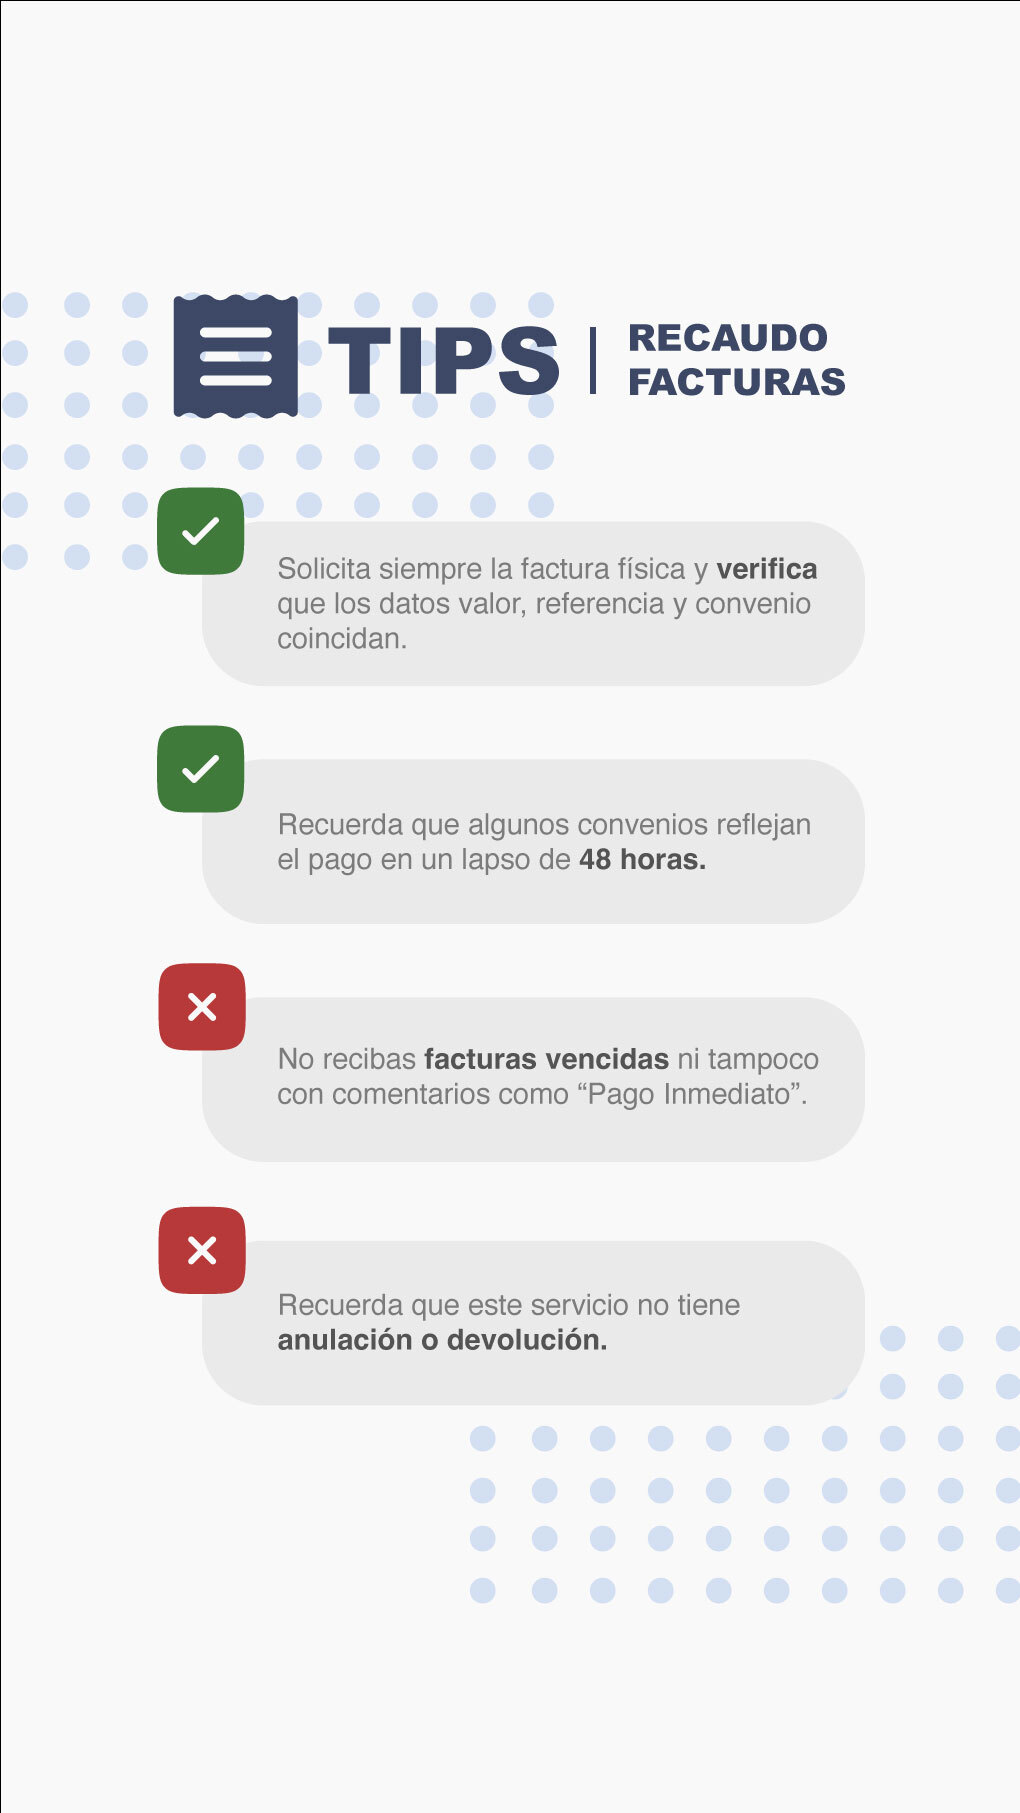 TIPS
RECAUDO
FACTURAS
Solicita siempre la factura física y verifica
que los datos valor, referencia y convenio
coincidan.
Recuerda que algunos convenios reflejan
el pago en un lapso de 48 horas.
No recibas facturas vencidas ni tampoco
con comentarios como “Pago Inmediato”.
Recuerda que este servicio no tiene
anulación o devolución.